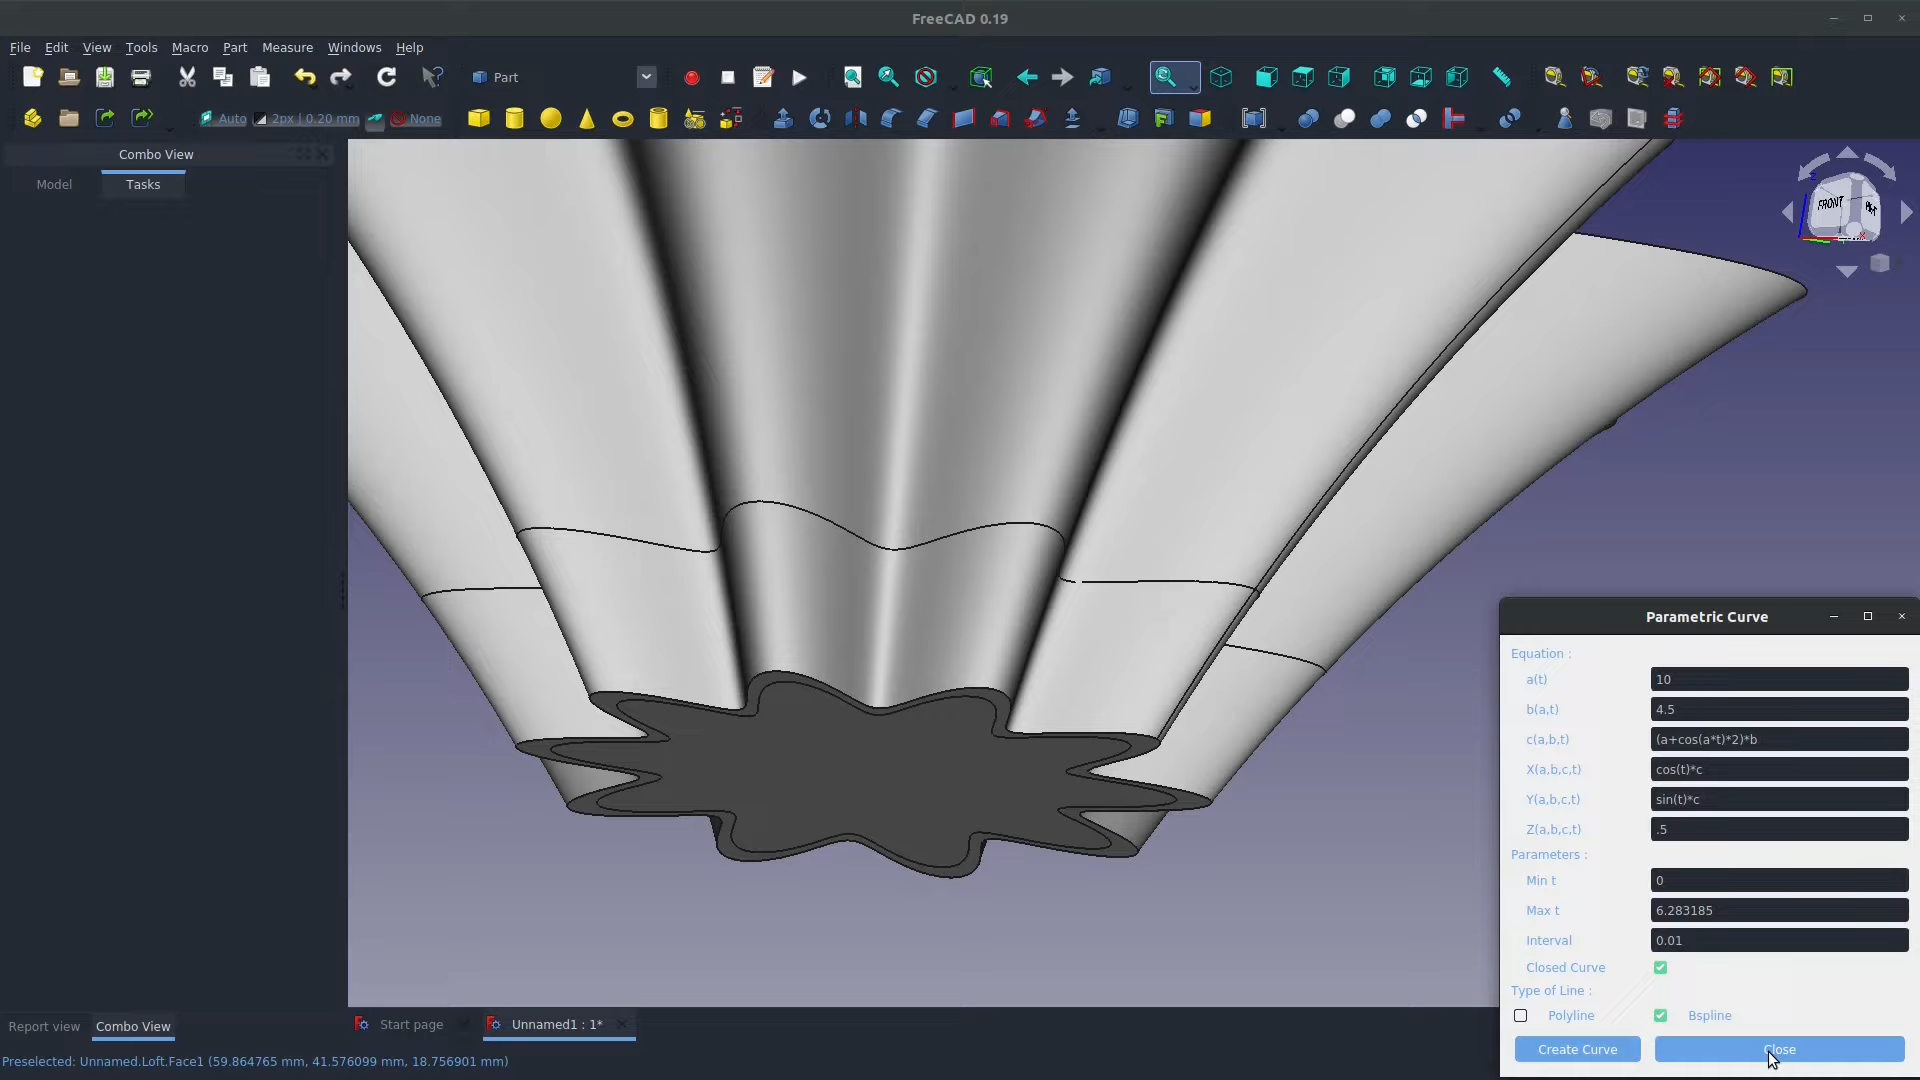 FreeCAD 0.19
File Edit View Tools Macro Part Measure Windows Help
Part
Auto 2px | 0.20 mm None
Combo View
Model Tasks
FRONT
Parametric Curve
Equation :
a(t) 10
b(a,t) 4.5
c(a,b,t) (a+cos(a*t)*2)*b
X(a,b,c,t) cos(t)*c
Y(a,b,c,t) sin(t)*c
Z(a,b,c,t) .5
Parameters :
Min t 0
Max t 6.283185
Interval 0.01
Closed Curve
Type of Line :
Polyline Bspline
Create Curve Close
Report view Combo View Start page Unnamed1 : 1*
Preselected: Unnamed.Loft.Face1 (59.864765 mm, 41.576099 mm, 18.756901 mm)